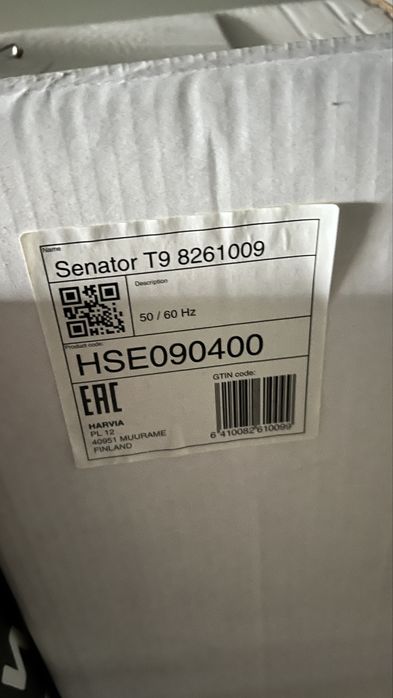 Name
Senator T9 8261009
Description
50 / 60 Hz
Product code:
HSE090400
EAC
GTIN code:
HARVIA
PL 12
40951 MUURAME
FINLAND
6 410082 610099